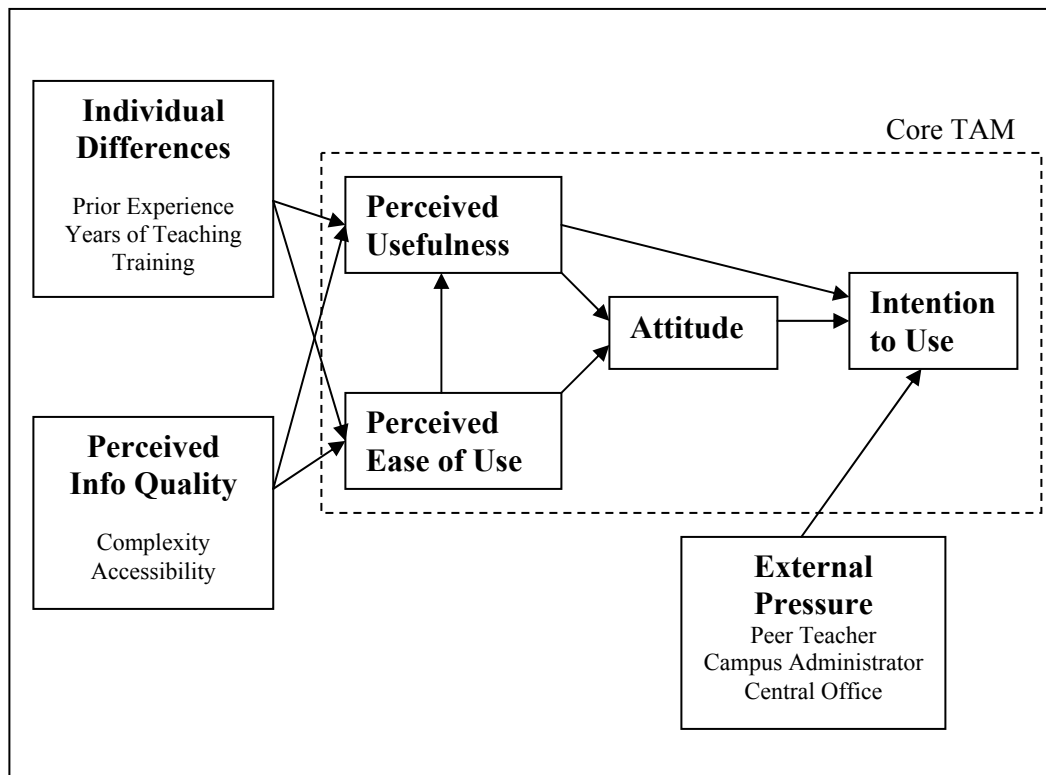 Individual
Differences
Prior Experience
Years of Teaching
Training
Core TAM
Perceived
Usefulness
Attitude
Intention
to Use
Perceived
Ease of Use
Perceived
Info Quality
Complexity
Accessibility
External
Pressure
Peer Teacher
Campus Administrator
Central Office